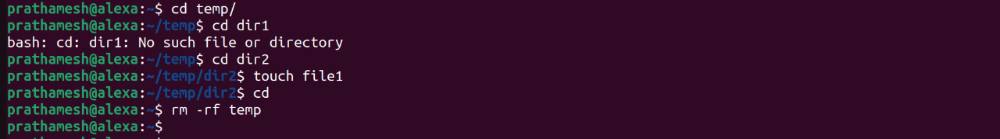 prathamesh@alexa:~$ cd temp/
prathamesh@alexa:~/temp$ cd dir1
bash: cd: dir1: No such file or directory
prathamesh@alexa:~/temp$ cd dir2
prathamesh@alexa:~/temp/dir2$ touch file1
prathamesh@alexa:~/temp/dir2$ cd
prathamesh@alexa:~$ rm -rf temp
prathamesh@alexa:~$